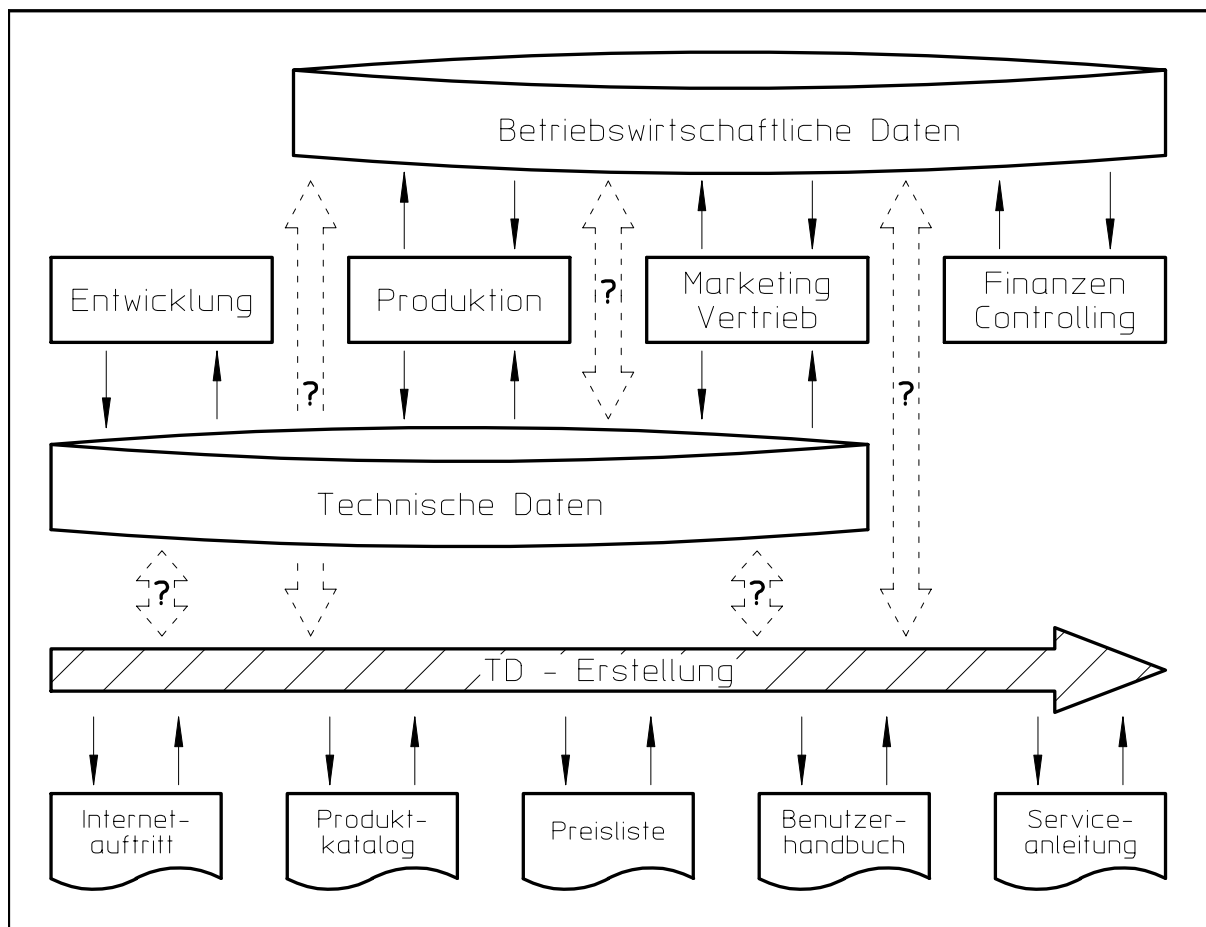 Betriebswirtschaftliche Daten
Entwicklung
Produktion
?
Marketing
Vertrieb
Finanzen
Controlling
?
?
Technische Daten
?
?
TD - Erstellung
Internet-
auftritt
Produkt-
katalog
Preisliste
Benutzer-
handbuch
Service-
anleitung